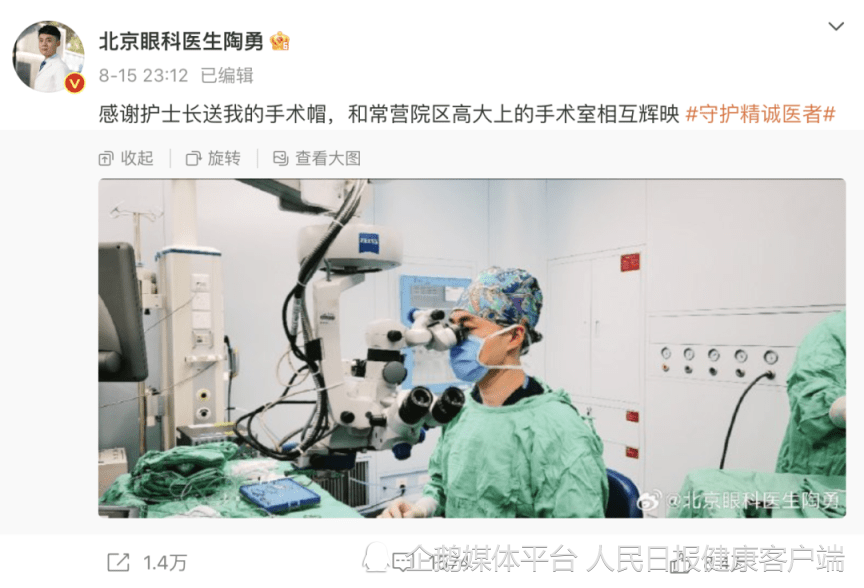 北京眼科医生陶勇
8-15 23:12 已编辑
感谢护士长送我的手术帽，和常营院区高大上的手术室相互辉映 #守护精诚医者#
收起 旋转 查看大图
ZEISS
@北京眼科医生陶勇
1.4万
企鹅媒体平台 人民日报健康客户端